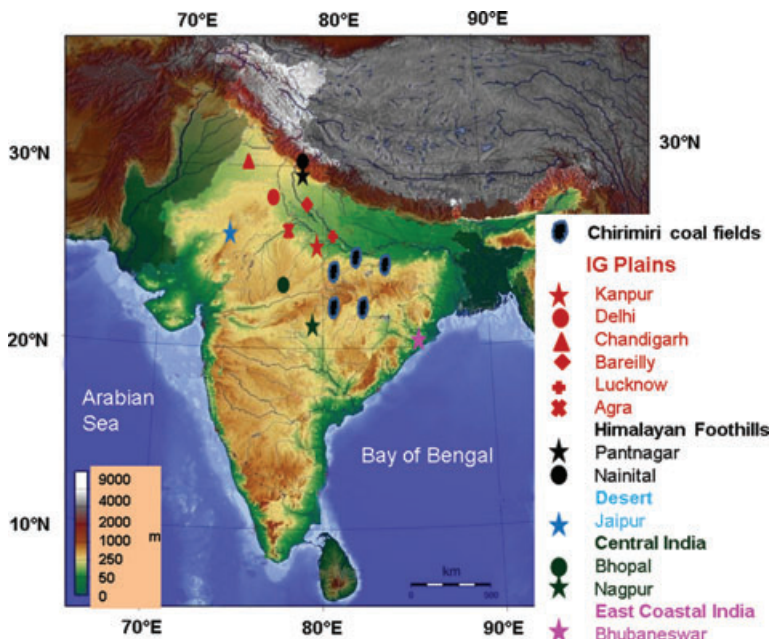 70°E 80°E 90°E
30°N
30°N
20°N
10°N
Arabian
Sea
Bay of Bengal
9000
4000
2000
1000
250
50
0
m
km
0 500
70°E 80°E 90°E
Chirimiri coal fields
IG Plains
Kanpur
Delhi
Chandigarh
Bareilly
Lucknow
Agra
Himalayan Foothills
Pantnagar
Nainital
Desert
Jaipur
Central India
Bhopal
Nagpur
East Coastal India
Bhubaneswar